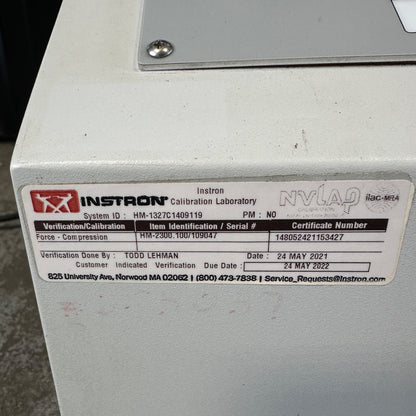 Instron
INSTRON® Calibration Laboratory NVLAP ilac-MRA
System ID : HM-1327C1409119 PM : NO
Verification/Calibration Item Identification / Serial # Certificate Number
Force - Compression HM-2300.100/109047 148052421153427
Verification Done By : TODD LEHMAN Date : 24 MAY 2021
Customer Indicated Verification Due Date : 24 MAY 2022
825 University Ave, Norwood MA 02062 | (800) 473-7838 | Service_Requests@Instron.com